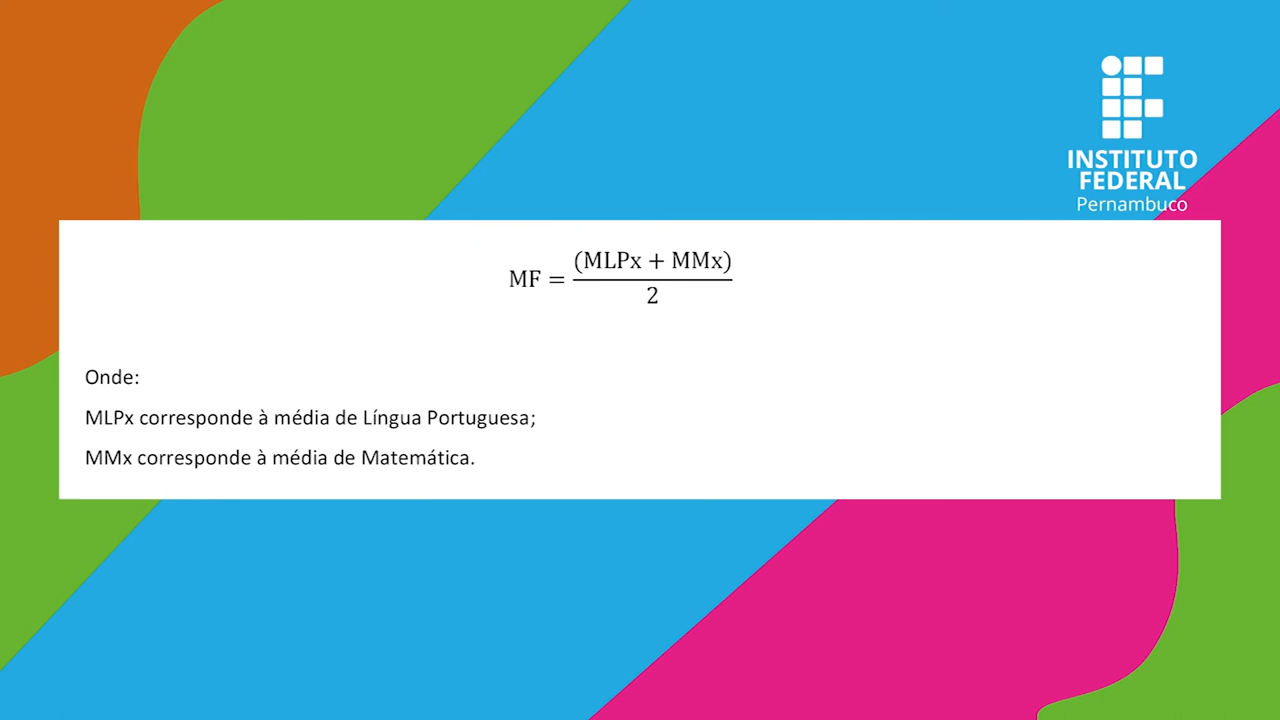 INSTITUTO
FEDERAL
Pernambuco
MF = (MLPx + MMx) / 2
Onde:
MLPx corresponde à média de Língua Portuguesa;
MMx corresponde à média de Matemática.